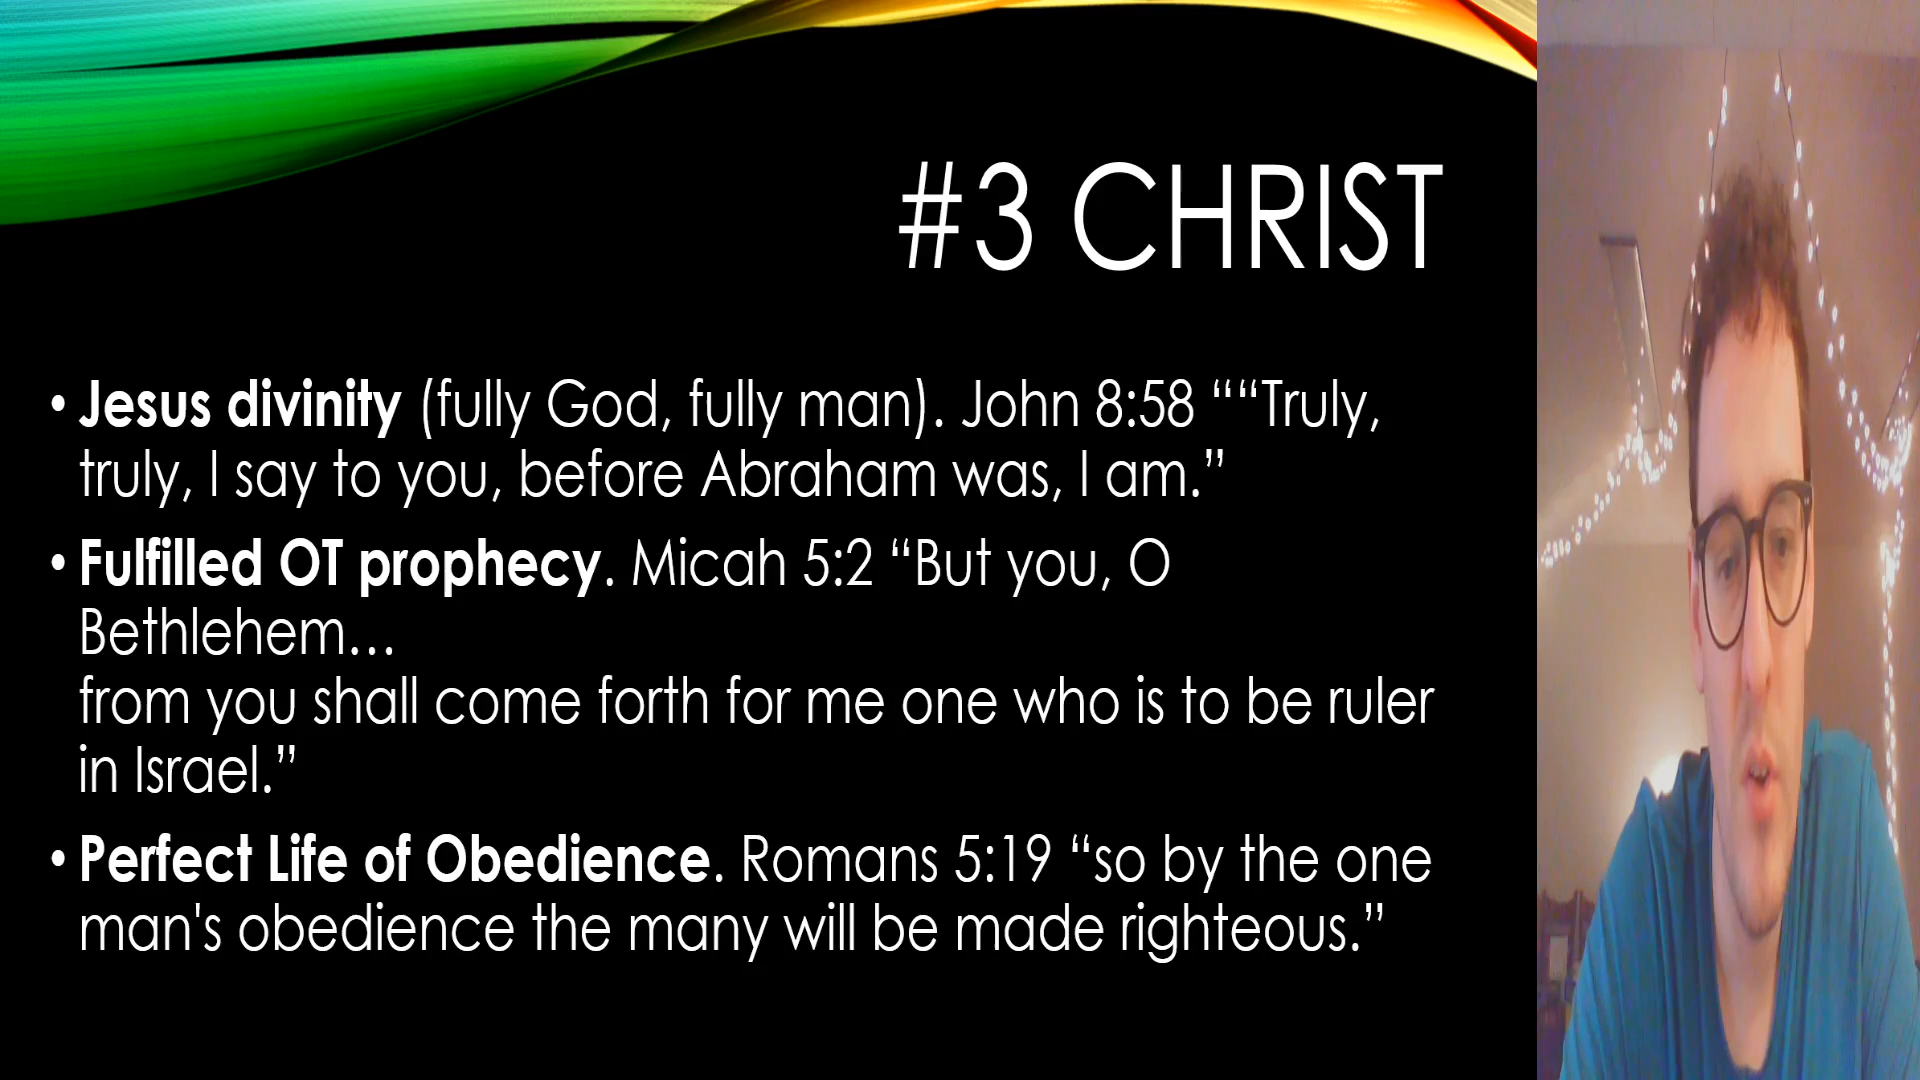 #3 CHRIST
• Jesus divinity (fully God, fully man). John 8:58 ““Truly,
truly, I say to you, before Abraham was, I am.”
• Fulfilled OT prophecy. Micah 5:2 “But you, O
Bethlehem…
from you shall come forth for me one who is to be ruler
in Israel.”
• Perfect Life of Obedience. Romans 5:19 “so by the one
man's obedience the many will be made righteous.”